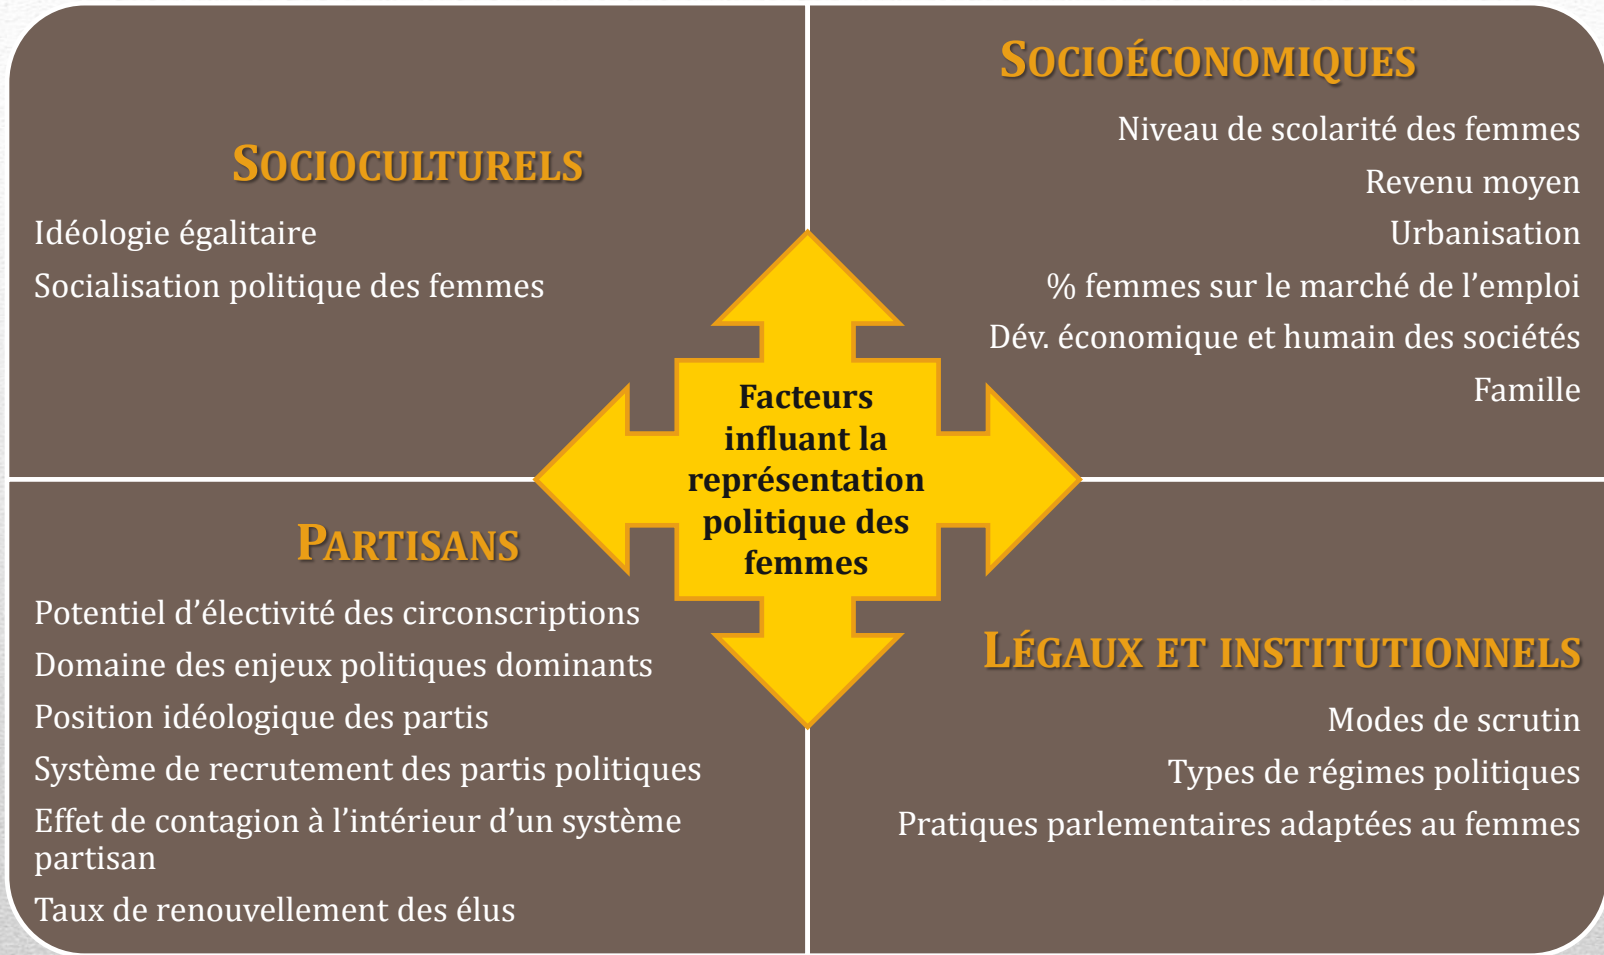 SOCIOCULTURELS
Idéologie égalitaire
Socialisation politique des femmes
SOCIOÉCONOMIQUES
Niveau de scolarité des femmes
Revenu moyen
Urbanisation
% femmes sur le marché de l’emploi
Dév. économique et humain des sociétés
Famille
Facteurs
influant la
représentation
politique des
femmes
PARTISANS
Potentiel d’électivité des circonscriptions
Domaine des enjeux politiques dominants
Position idéologique des partis
Système de recrutement des partis politiques
Effet de contagion à l’intérieur d’un système
partisan
Taux de renouvellement des élus
LÉGAUX ET INSTITUTIONNELS
Modes de scrutin
Types de régimes politiques
Pratiques parlementaires adaptées au femmes